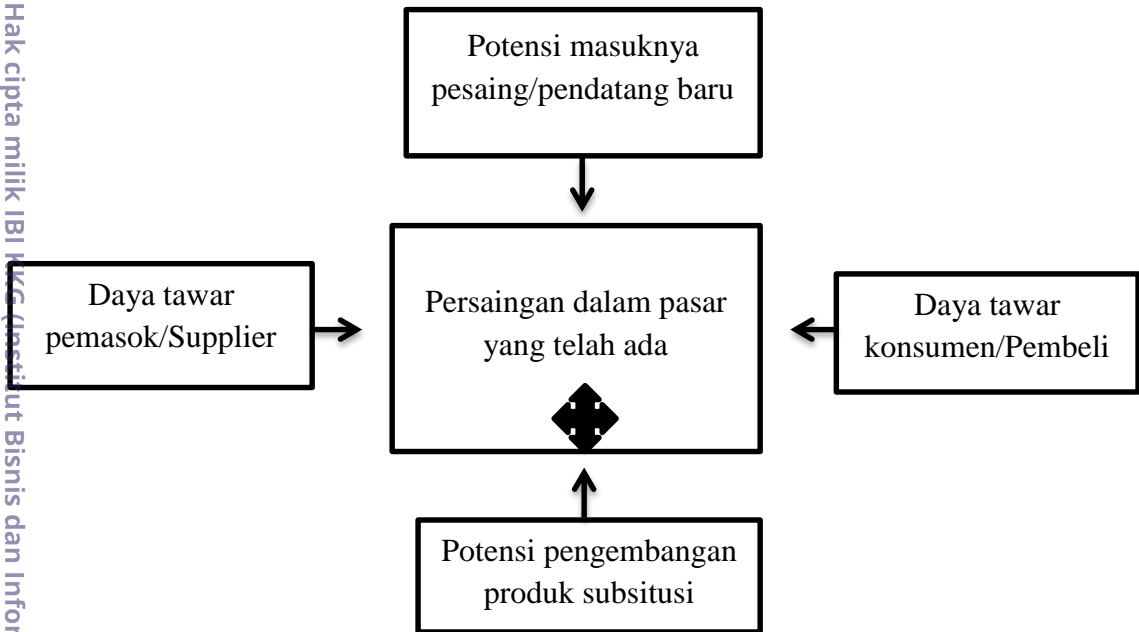 Hak cipta milik IBI KKG (Institut Bisnis dan Infor
Potensi masuknya
pesaing/pendatang baru
Daya tawar
pemasok/Supplier
Persaingan dalam pasar
yang telah ada
Daya tawar
konsumen/Pembeli
Potensi pengembangan
produk subsitusi